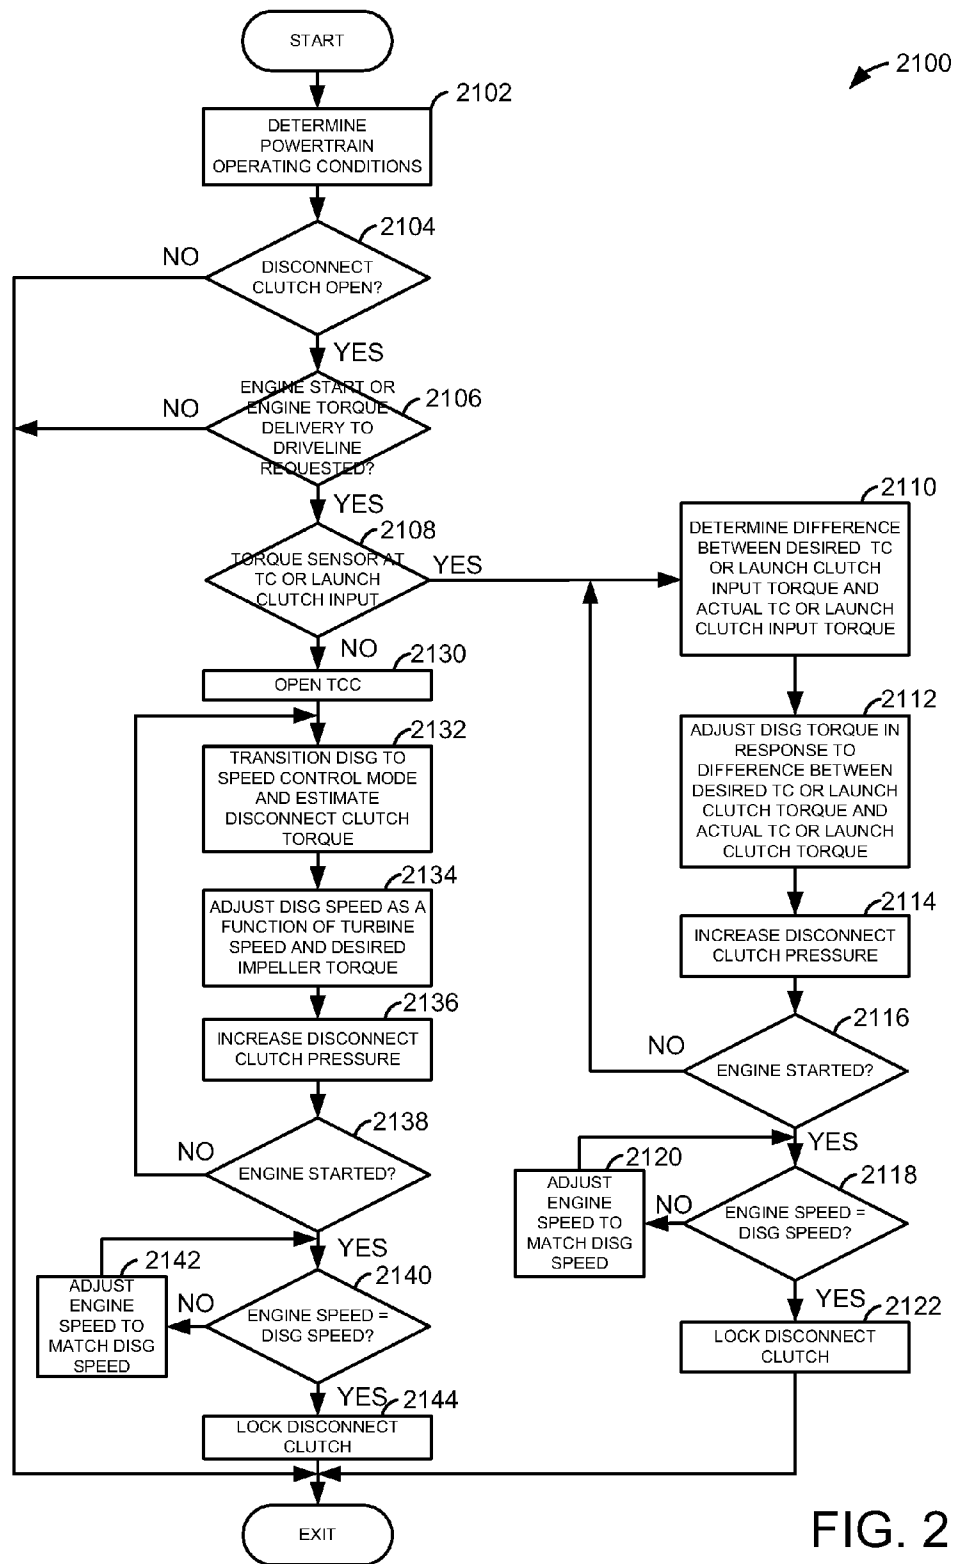 START
2100
2102
DETERMINE
POWERTRAIN
OPERATING CONDITIONS
2104
NO
DISCONNECT
CLUTCH OPEN?
YES
2106
NO
ENGINE START OR
ENGINE TORQUE
DELIVERY TO
DRIVELINE
REQUESTED?
YES
2108
TORQUE SENSOR AT
TC OR LAUNCH
CLUTCH INPUT
YES
NO
2110
DETERMINE DIFFERENCE
BETWEEN DESIRED TC
OR LAUNCH CLUTCH
INPUT TORQUE AND
ACTUAL TC OR LAUNCH
CLUTCH INPUT TORQUE
2112
ADJUST DISG TORQUE IN
RESPONSE TO
DIFFERENCE BETWEEN
DESIRED TC OR LAUNCH
CLUTCH TORQUE AND
ACTUAL TC OR LAUNCH
CLUTCH TORQUE
2114
INCREASE DISCONNECT
CLUTCH PRESSURE
2116
NO
ENGINE STARTED?
YES
2118
ENGINE SPEED =
DISG SPEED?
NO
2120
ADJUST
ENGINE
SPEED TO
MATCH DISG
SPEED
YES
2122
LOCK DISCONNECT
CLUTCH
2130
OPEN TCC
2132
TRANSITION DISG TO
SPEED CONTROL MODE
AND ESTIMATE
DISCONNECT CLUTCH
TORQUE
2134
ADJUST DISG SPEED AS A
FUNCTION OF TURBINE
SPEED AND DESIRED
IMPELLER TORQUE
2136
INCREASE DISCONNECT
CLUTCH PRESSURE
2138
NO
ENGINE STARTED?
YES
2140
ENGINE SPEED =
DISG SPEED?
NO
2142
ADJUST
ENGINE
SPEED TO
MATCH DISG
SPEED
YES
2144
LOCK DISCONNECT
CLUTCH
EXIT
FIG. 2